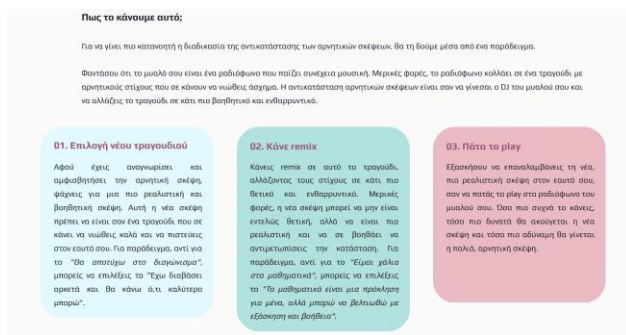 Πως το κάνουμε αυτό;
Για να γίνει πιο κατανοητή η διαδικασία της αντικατάστασης των αρνητικών σκέψεων, θα τη δούμε μέσα από ένα παράδειγμα.
Φαντάσου ότι το μυαλό σου είναι ένα ραδιόφωνο που παίζει συνέχεια μουσική. Μερικές φορές, το ραδιόφωνο κολλάει σε ένα τραγούδι με
αρνητικούς στίχους που σε κάνουν να νιώθεις άσχημα. Η αντικατάσταση αρνητικών σκέψεων είναι σαν να γίνεσαι ο DJ του μυαλού σου και
να αλλάζεις το τραγούδι σε κάτι πιο βοηθητικό και ενθαρρυντικό.
01. Επιλογή νέου τραγουδιού
Αφού έχεις αναγνωρίσει και
αμφισβητήσει την αρνητική σκέψη,
ψάχνεις για μια πιο ρεαλιστική και
βοηθητική σκέψη. Αυτή η νέα σκέψη
πρέπει να είναι σαν ένα τραγούδι που σε
κάνει να νιώθεις καλά και να πιστεύεις
στον εαυτό σου. Για παράδειγμα, αντί για
το "Θα αποτύχω στο διαγώνισμα",
μπορείς να επιλέξεις το "Έχω διαβάσει
αρκετά και θα κάνω ό,τι καλύτερο
μπορώ".
02. Κάνε remix
Κάνεις remix σε αυτό το τραγούδι,
αλλάζοντας τους στίχους σε κάτι πιο
θετικό και ενθαρρυντικό. Μερικές
φορές, η νέα σκέψη μπορεί να μην είναι
εντελώς θετική, αλλά να είναι πιο
ρεαλιστική και να σε βοηθάει να
αντιμετωπίσεις την κατάσταση. Για
παράδειγμα, αντί για το "Είμαι χάλια
στα μαθηματικά", μπορείς να επιλέξεις
το "Τα μαθηματικά είναι μια πρόκληση
για μένα, αλλά μπορώ να βελτιωθώ με
εξάσκηση και βοήθεια".
03. Πάτα το play
Εξασκήσου να επαναλαμβάνεις τη νέα,
πιο ρεαλιστική σκέψη στον εαυτό σου,
σαν να πατάς το play στο ραδιόφωνο του
μυαλού σου. Όσο πιο συχνά το κάνεις,
τόσο πιο δυνατά θα ακούγεται η νέα
σκέψη και τόσο πιο αδύναμη θα γίνεται
η παλιά, αρνητική σκέψη.